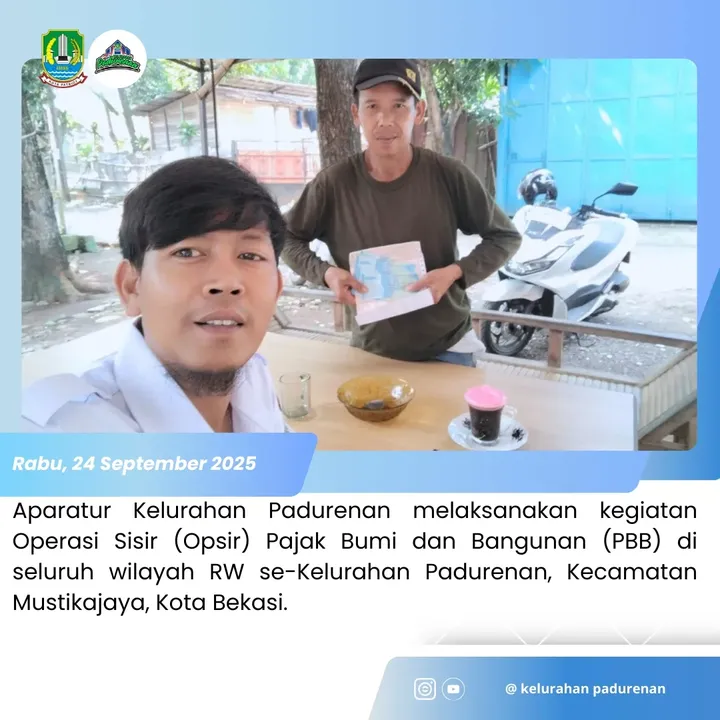 Rabu, 24 September 2025
Aparatur Kelurahan Padurenan melaksanakan kegiatan
Operasi Sisir (Opsir) Pajak Bumi dan Bangunan (PBB) di
seluruh wilayah RW se-Kelurahan Padurenan, Kecamatan
Mustikajaya, Kota Bekasi.
@ kelurahan padurenan